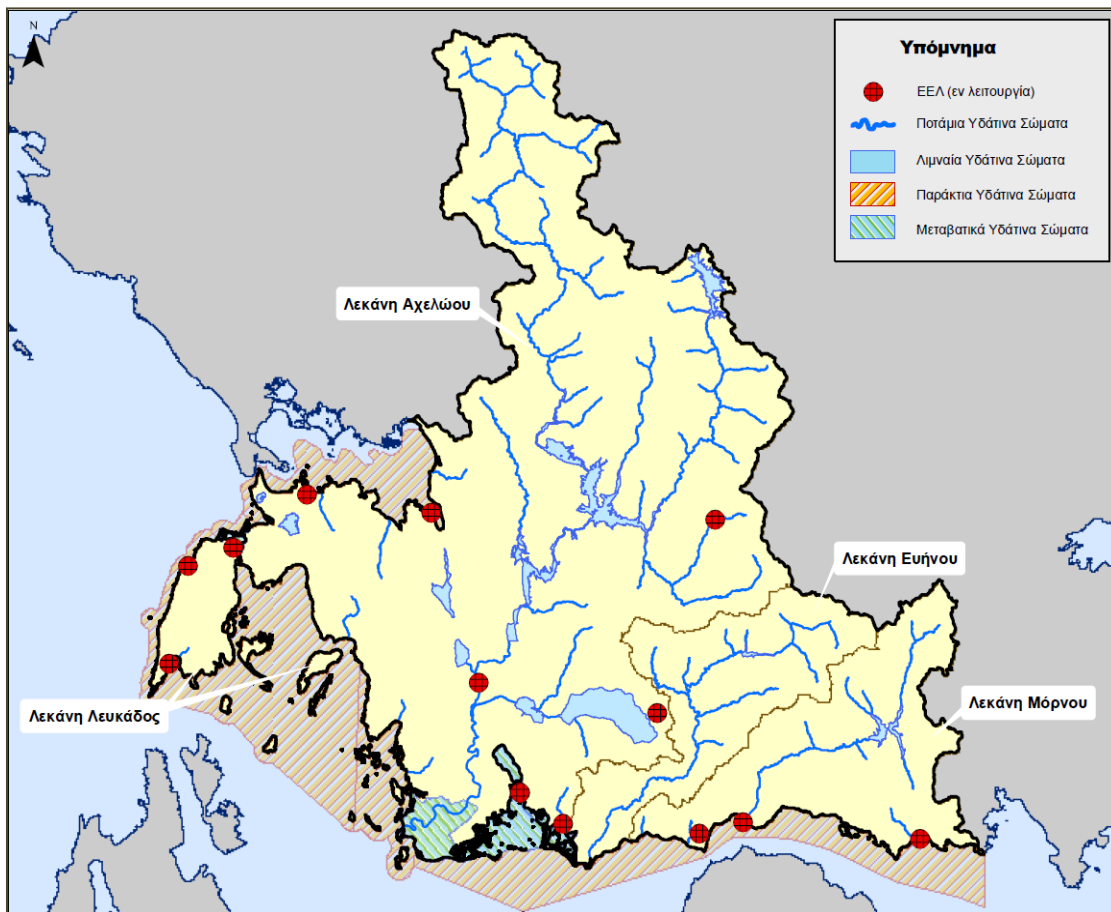 N
Υπόμνημα
ΕΕΛ (εν λειτουργία)
Ποτάμια Υδάτινα Σώματα
Λιμναία Υδάτινα Σώματα
Παράκτια Υδάτινα Σώματα
Μεταβατικά Υδάτινα Σώματα
Λεκάνη Αχελώου
Λεκάνη Ευήνου
Λεκάνη Μόρνου
Λεκάνη Λευκάδος